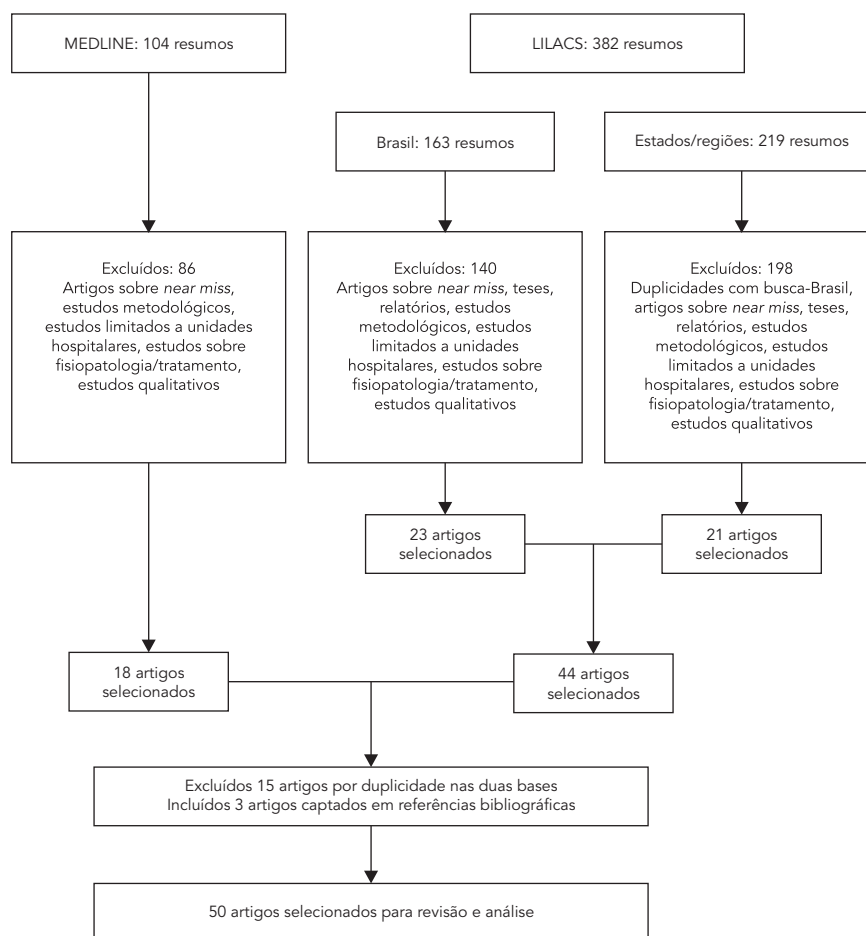 MEDLINE: 104 resumos
LILACS: 382 resumos
Brasil: 163 resumos
Estados/regiões: 219 resumos
Excluídos: 86
Artigos sobre near miss,
estudos metodológicos,
estudos limitados a unidades
hospitalares, estudos sobre
fisiopatologia/tratamento,
estudos qualitativos
Excluídos: 140
Artigos sobre near miss, teses,
relatórios, estudos
metodológicos, estudos
limitados a unidades
hospitalares, estudos sobre
fisiopatologia/tratamento,
estudos qualitativos
Excluídos: 198
Duplicidades com busca-Brasil,
artigos sobre near miss, teses,
relatórios, estudos
metodológicos, estudos
limitados a unidades
hospitalares, estudos sobre
fisiopatologia/tratamento,
estudos qualitativos
23 artigos
selecionados
21 artigos
selecionados
18 artigos
selecionados
44 artigos
selecionados
Excluídos 15 artigos por duplicidade nas duas bases
Incluídos 3 artigos captados em referências bibliográficas
50 artigos selecionados para revisão e análise